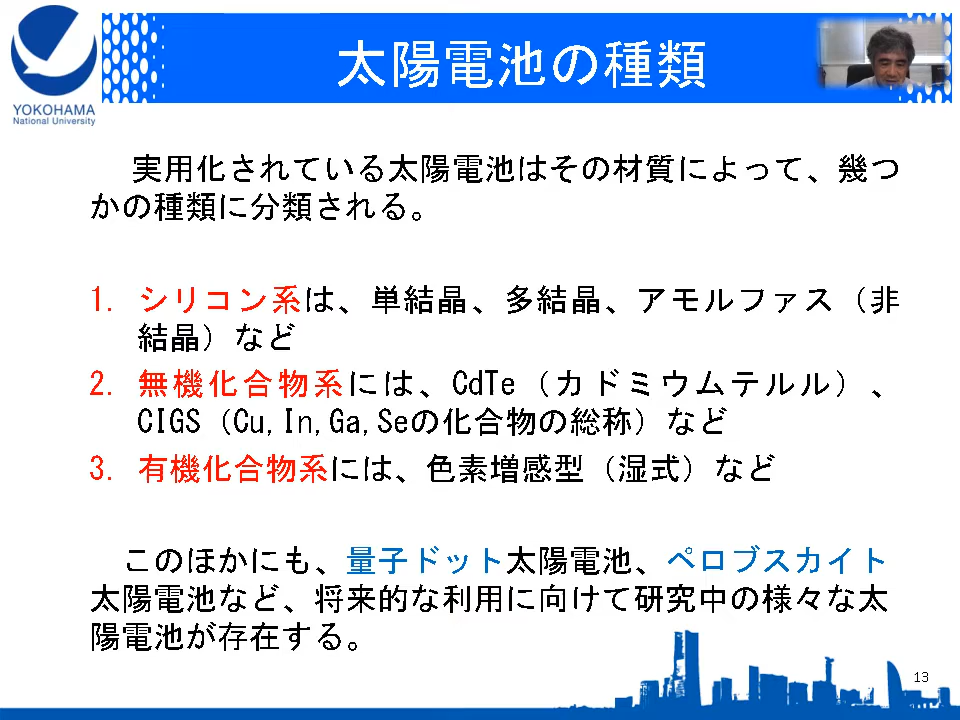 YOKOHAMA
National University
太陽電池の種類
実用化されている太陽電池はその材質によって、幾つ
かの種類に分類される。
1. シリコン系は、単結晶、多結晶、アモルファス（非
結晶）など
2. 無機化合物系には、CdTe（カドミウムテルル）、
CIGS（Cu,In,Ga,Seの化合物の総称）など
3. 有機化合物系には、色素増感型（湿式）など
このほかにも、量子ドット太陽電池、ペロブスカイト
太陽電池など、将来的な利用に向けて研究中の様々な太
陽電池が存在する。
13